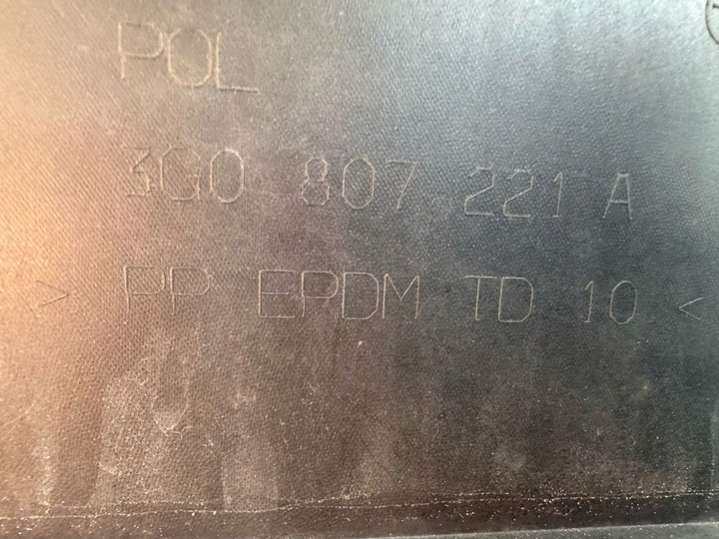 POL
3G0 807 221 A
> PP EPDM TD 10 <